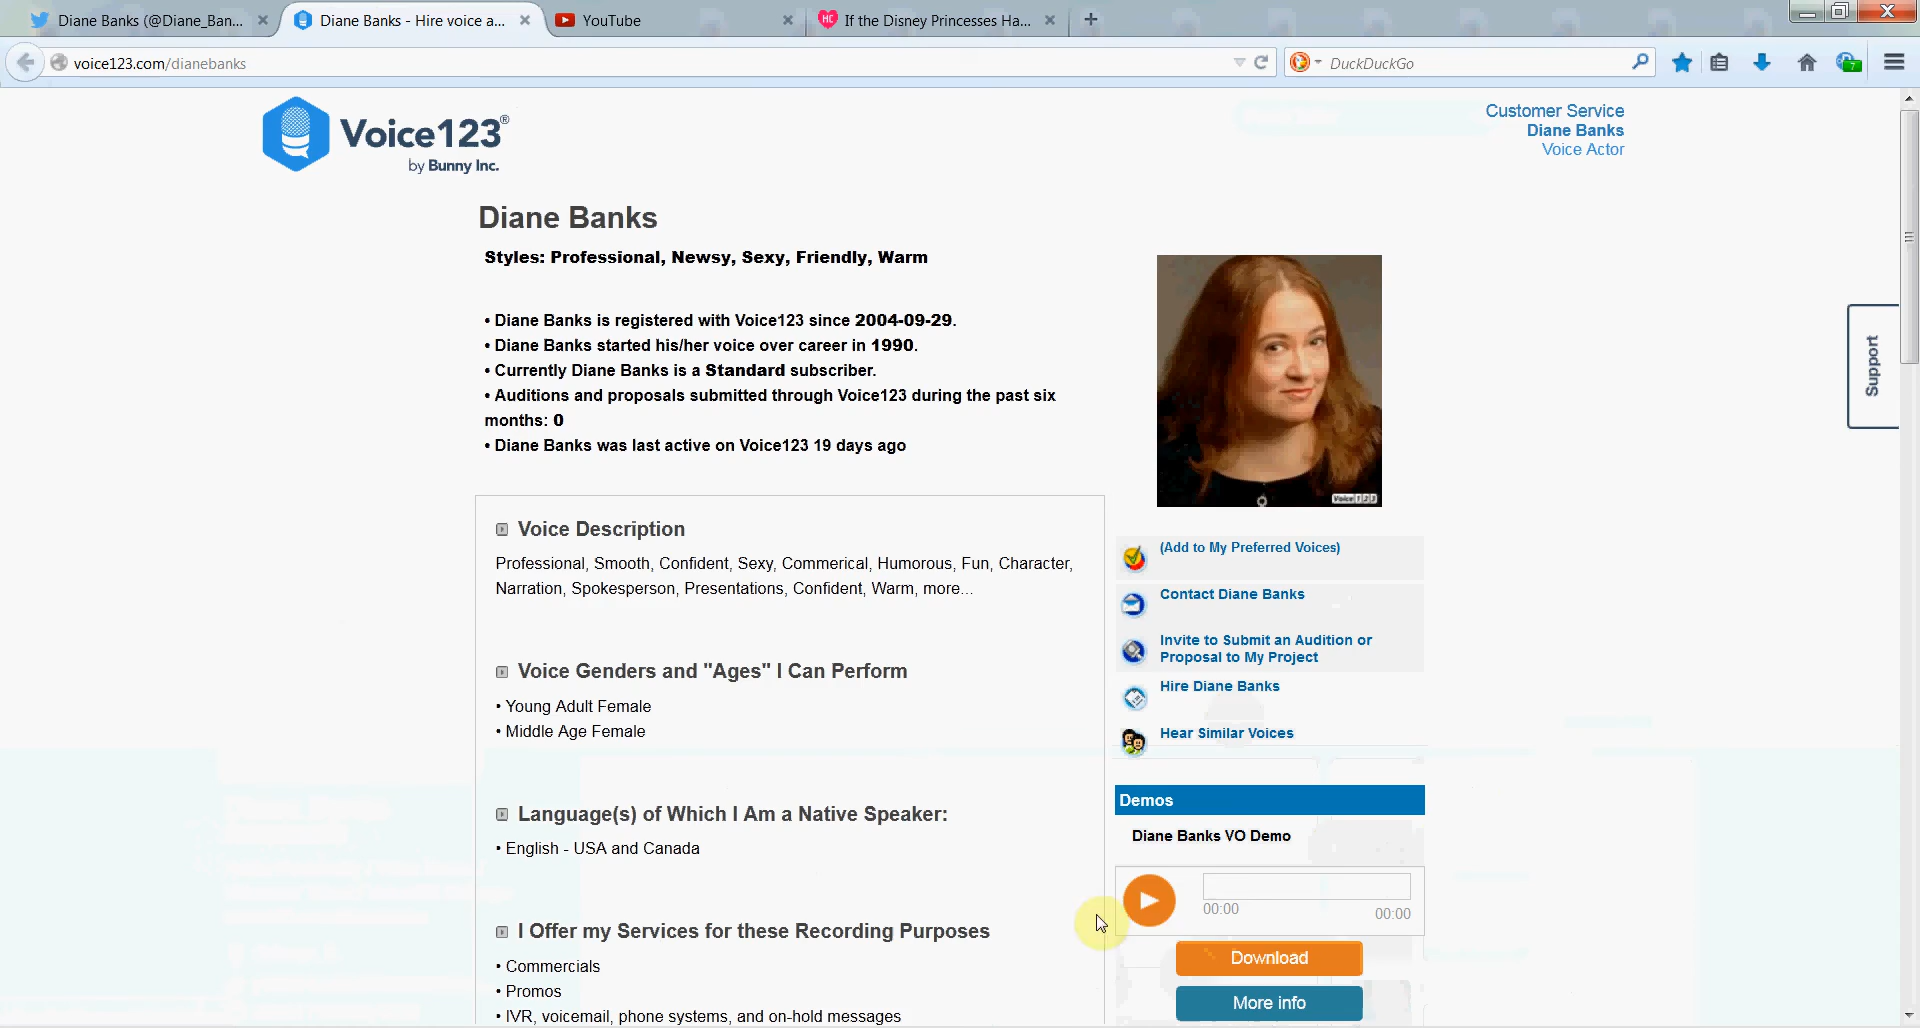 Diane Banks (@Diane_Ban...
Diane Banks - Hire voice a...
YouTube
If the Disney Princesses Ha...
voice123.com/dianebanks
DuckDuckGo
7
Voice123®
by Bunny Inc.
Customer Service
Diane Banks
Voice Actor
Diane Banks
Styles: Professional, Newsy, Sexy, Friendly, Warm
• Diane Banks is registered with Voice123 since 2004-09-29.
• Diane Banks started his/her voice over career in 1990.
• Currently Diane Banks is a Standard subscriber.
• Auditions and proposals submitted through Voice123 during the past six
months: 0
• Diane Banks was last active on Voice123 19 days ago
Voice123
Support
Voice Description
Professional, Smooth, Confident, Sexy, Commerical, Humorous, Fun, Character,
Narration, Spokesperson, Presentations, Confident, Warm, more...
Voice Genders and "Ages" I Can Perform
• Young Adult Female
• Middle Age Female
Language(s) of Which I Am a Native Speaker:
• English - USA and Canada
I Offer my Services for these Recording Purposes
• Commercials
• Promos
• IVR, voicemail, phone systems, and on-hold messages
(Add to My Preferred Voices)
Contact Diane Banks
Invite to Submit an Audition or
Proposal to My Project
Hire Diane Banks
Hear Similar Voices
Demos
Diane Banks VO Demo
00:00
00:00
Download
More info